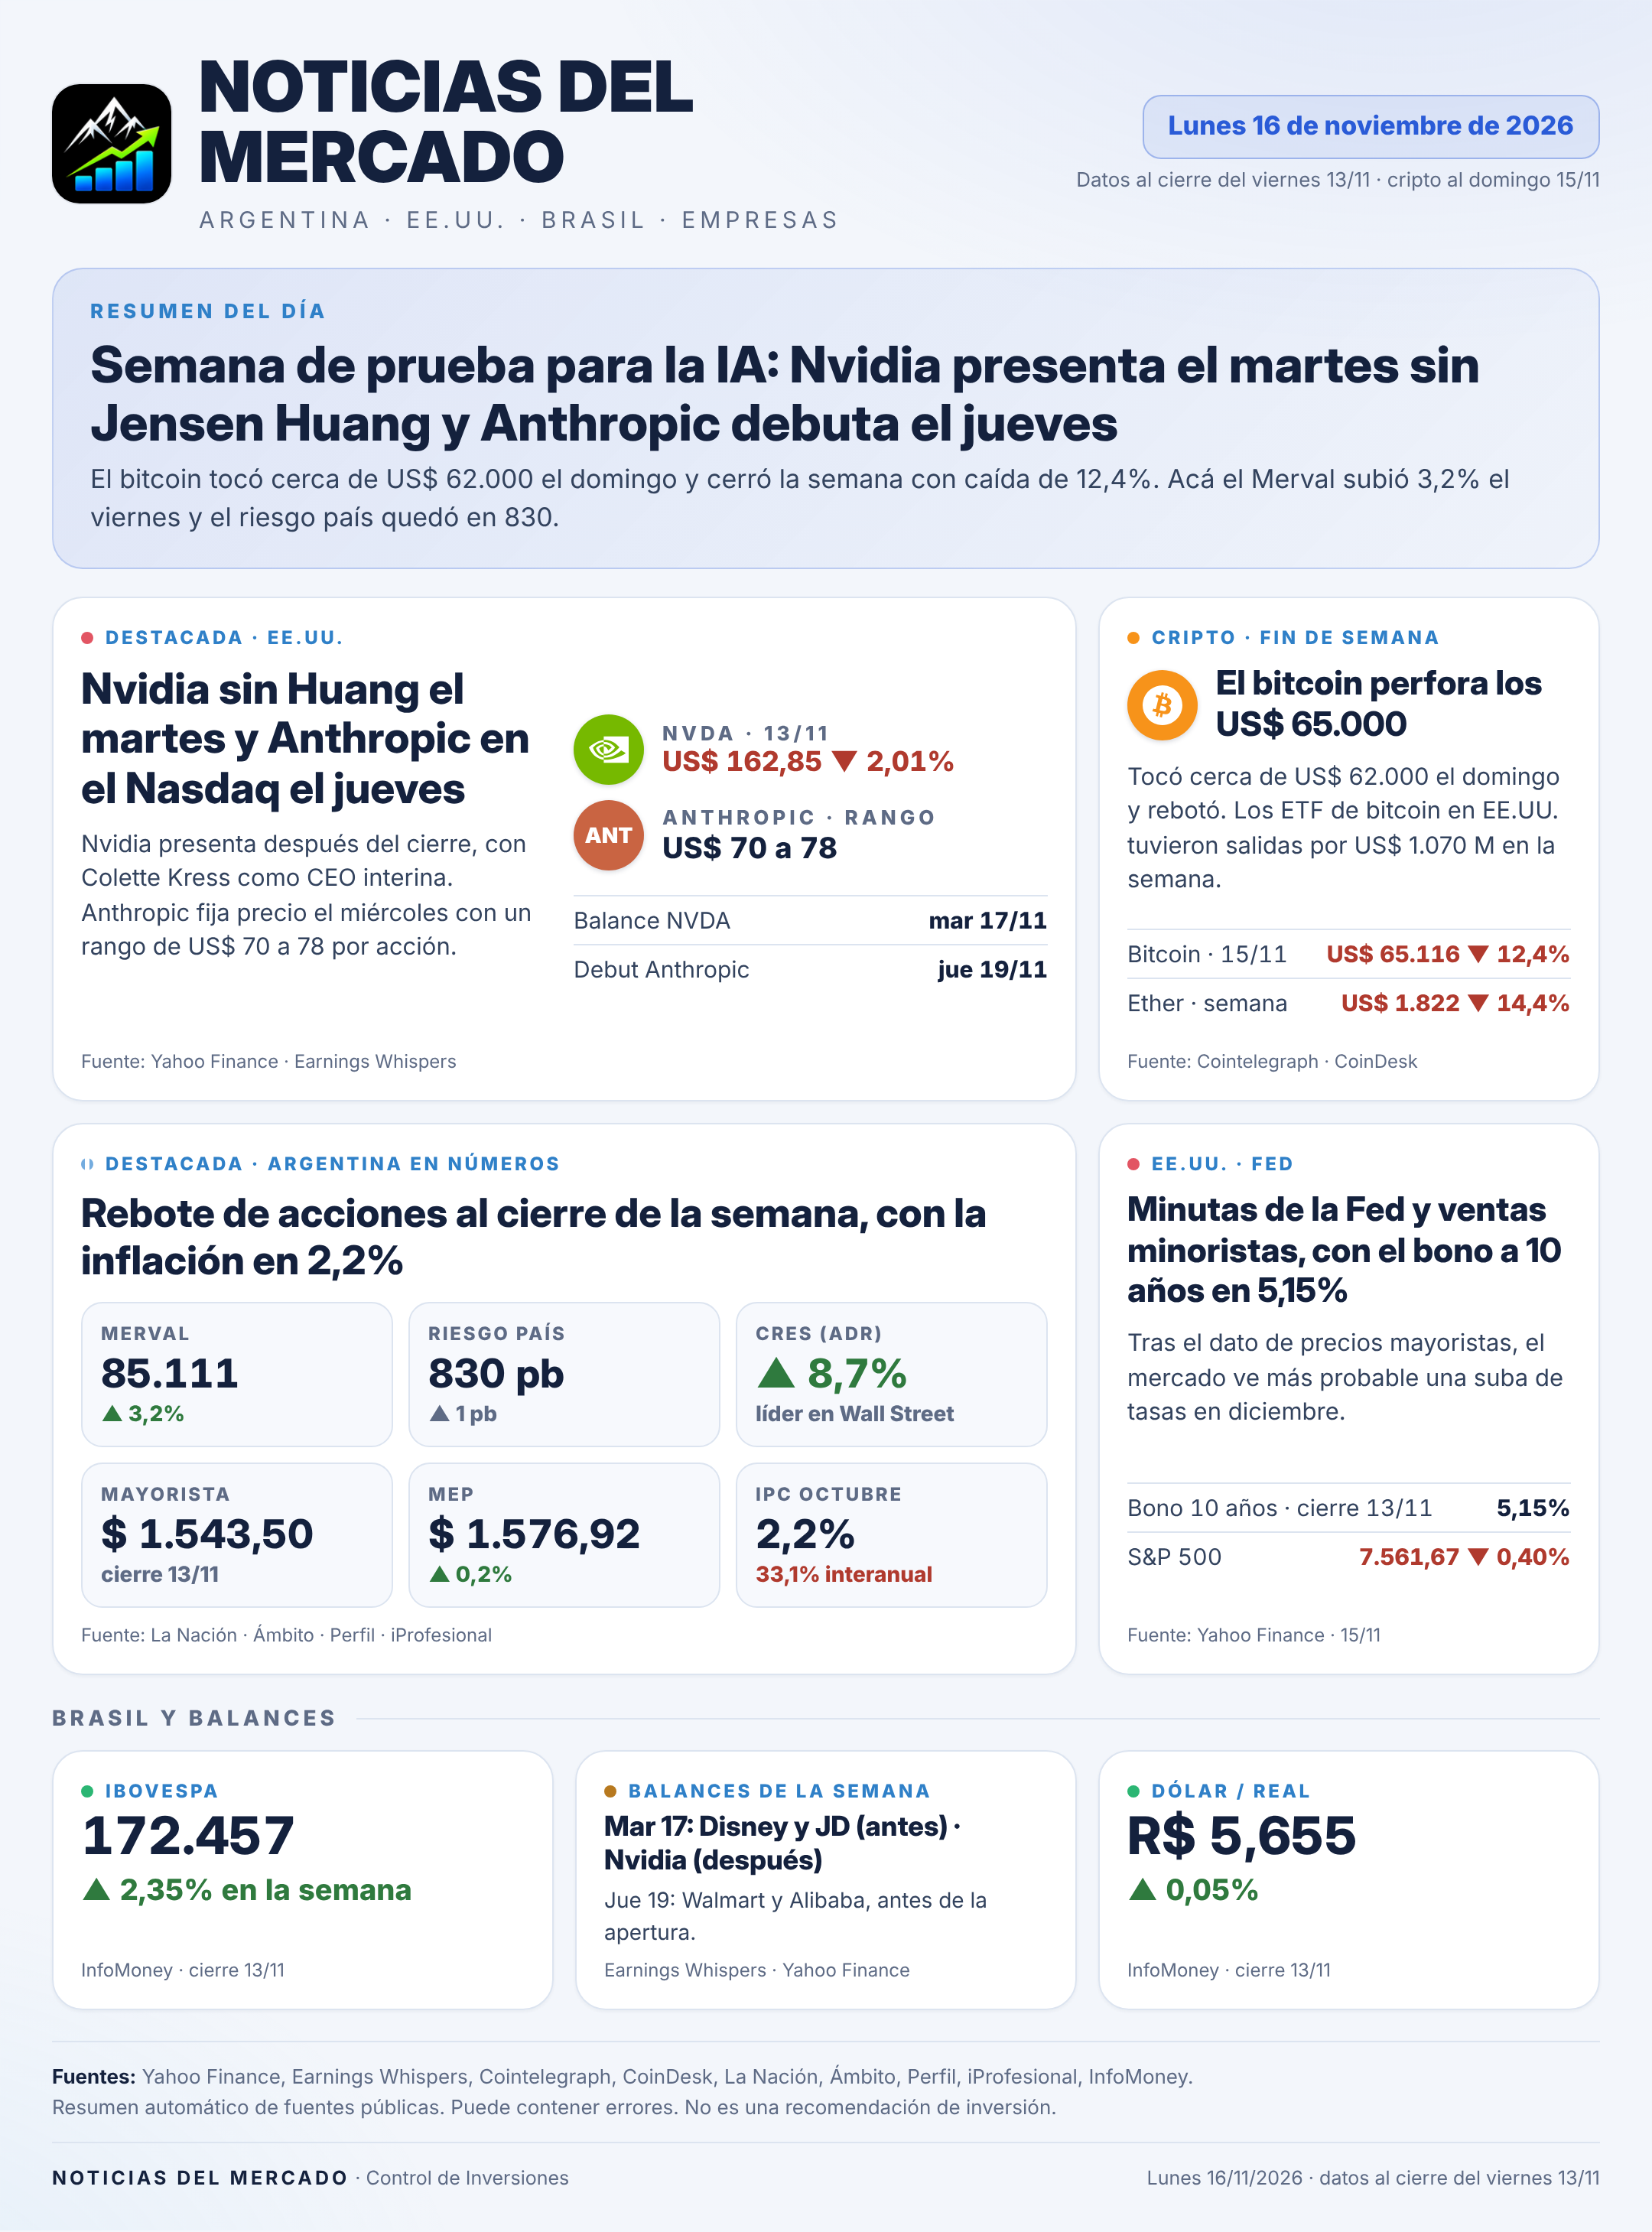 NOTICIAS DEL
MERCADO
ARGENTINA · EE.UU. · BRASIL · EMPRESAS
Lunes 16 de noviembre de 2026
Datos al cierre del viernes 13/11 · cripto al domingo 15/11
RESUMEN DEL DÍA
Semana de prueba para la IA: Nvidia presenta el martes sin
Jensen Huang y Anthropic debuta el jueves
El bitcoin tocó cerca de US$ 62.000 el domingo y cerró la semana con caída de 12,4%. Acá el Merval subió 3,2% el
viernes y el riesgo país quedó en 830.
DESTACADA · EE.UU.
Nvidia sin Huang el
martes y Anthropic en
el Nasdaq el jueves
Nvidia presenta después del cierre, con
Colette Kress como CEO interina.
Anthropic fija precio el miércoles con un
rango de US$ 70 a 78 por acción.
NVDA · 13/11
US$ 162,85 ▼ 2,01%
ANT
ANTHROPIC · RANGO
US$ 70 a 78
Balance NVDA mar 17/11
Debut Anthropic jue 19/11
Fuente: Yahoo Finance · Earnings Whispers
CRIPTO · FIN DE SEMANA
El bitcoin perfora los
US$ 65.000
Tocó cerca de US$ 62.000 el domingo
y rebotó. Los ETF de bitcoin en EE.UU.
tuvieron salidas por US$ 1.070 M en la
semana.
Bitcoin · 15/11 US$ 65.116 ▼ 12,4%
Ether · semana US$ 1.822 ▼ 14,4%
Fuente: Cointelegraph · CoinDesk
DESTACADA · ARGENTINA EN NÚMEROS
Rebote de acciones al cierre de la semana, con la
inflación en 2,2%
MERVAL
85.111
▲ 3,2%
RIESGO PAÍS
830 pb
▲ 1 pb
CRES (ADR)
▲ 8,7%
líder en Wall Street
MAYORISTA
$ 1.543,50
cierre 13/11
MEP
$ 1.576,92
▲ 0,2%
IPC OCTUBRE
2,2%
33,1% interanual
Fuente: La Nación · Ámbito · Perfil · iProfesional
EE.UU. · FED
Minutas de la Fed y ventas
minoristas, con el bono a 10
años en 5,15%
Tras el dato de precios mayoristas, el
mercado ve más probable una suba de
tasas en diciembre.
Bono 10 años · cierre 13/11 5,15%
S&P 500 7.561,67 ▼ 0,40%
Fuente: Yahoo Finance · 15/11
BRASIL Y BALANCES
IBOVESPA
172.457
▲ 2,35% en la semana
InfoMoney · cierre 13/11
BALANCES DE LA SEMANA
Mar 17: Disney y JD (antes) ·
Nvidia (después)
Jue 19: Walmart y Alibaba, antes de la
apertura.
Earnings Whispers · Yahoo Finance
DÓLAR / REAL
R$ 5,655
▲ 0,05%
InfoMoney · cierre 13/11
Fuentes: Yahoo Finance, Earnings Whispers, Cointelegraph, CoinDesk, La Nación, Ámbito, Perfil, iProfesional, InfoMoney.
Resumen automático de fuentes públicas. Puede contener errores. No es una recomendación de inversión.
NOTICIAS DEL MERCADO · Control de Inversiones
Lunes 16/11/2026 · datos al cierre del viernes 13/11